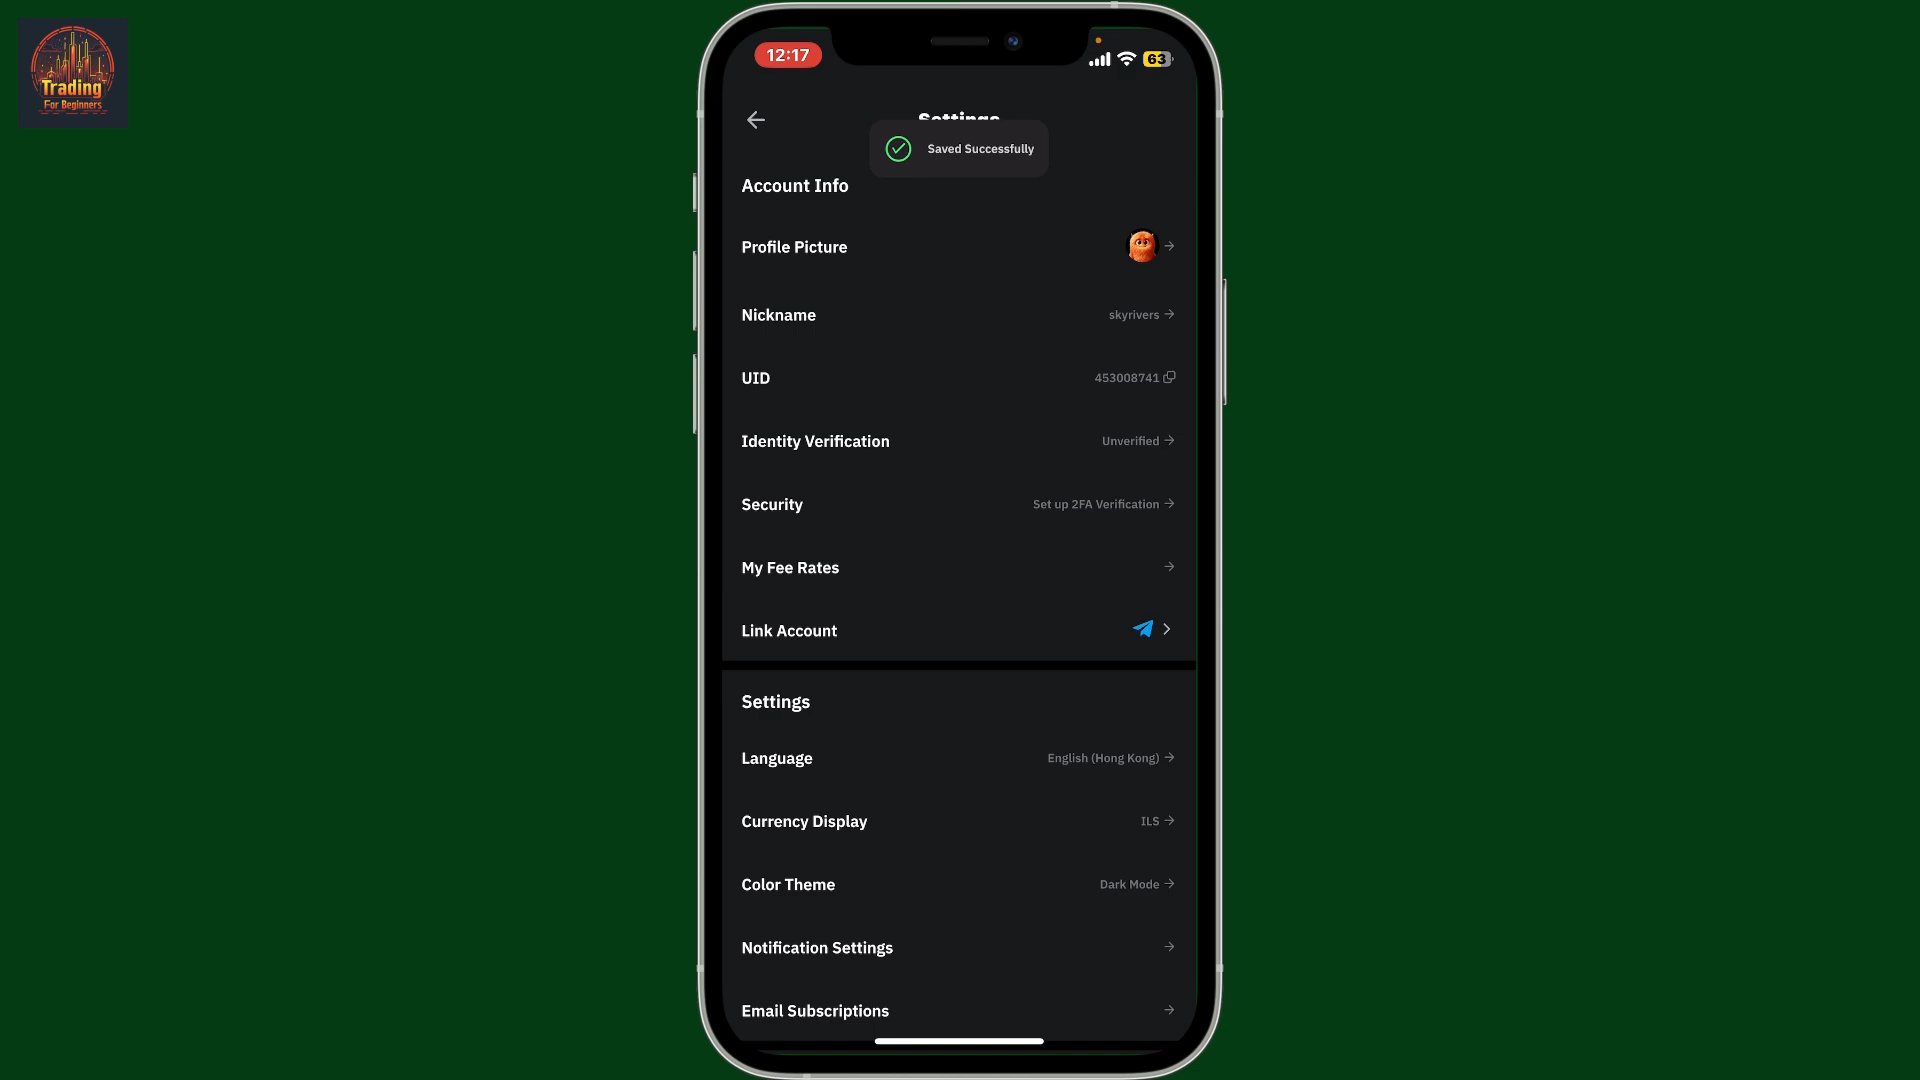 Trading
For Beginners
12:17
63
Settings
Saved Successfully
Account Info
Profile Picture
Nickname
skyrivers
UID
453008741
Identity Verification
Unverified
Security
Set up 2FA Verification
My Fee Rates
Link Account
Settings
Language
English (Hong Kong)
Currency Display
ILS
Color Theme
Dark Mode
Notification Settings
Email Subscriptions